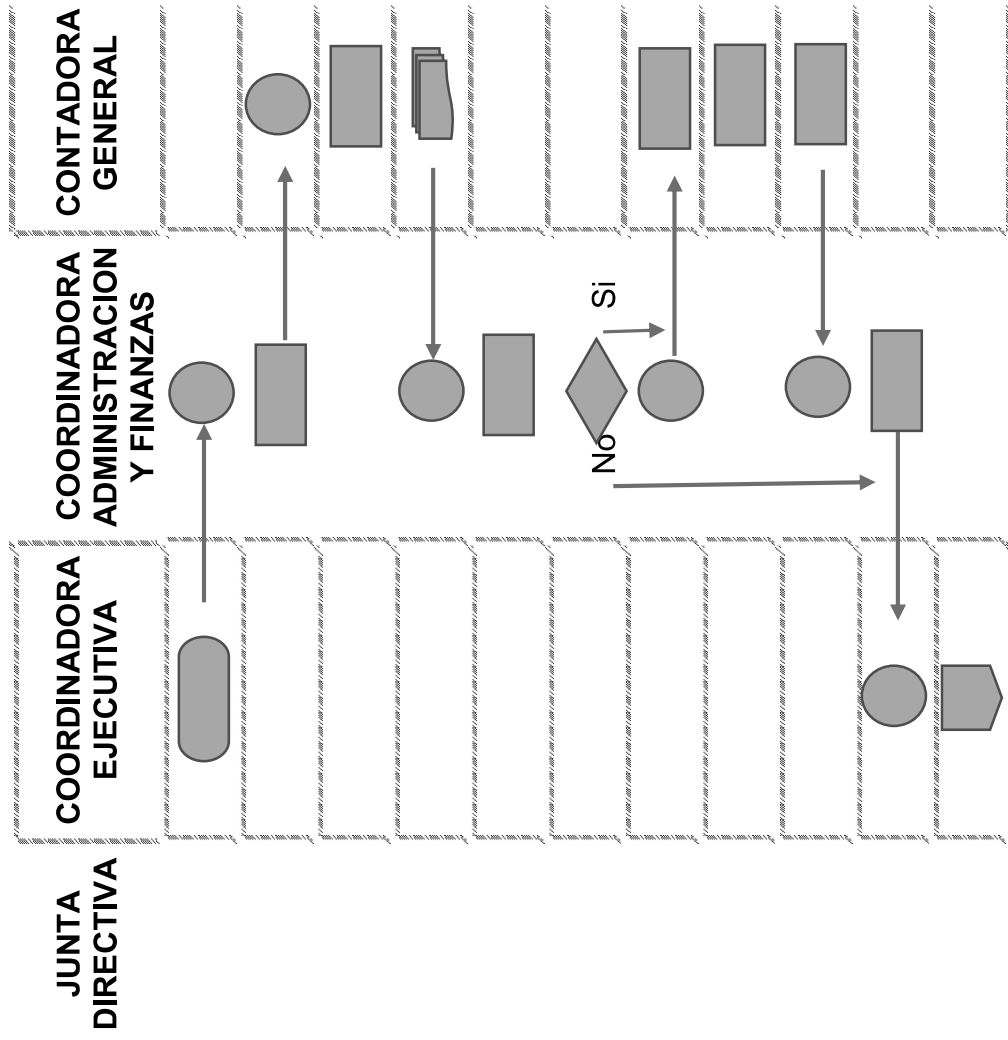 JUNTA
DIRECTIVA
COORDINADORA
EJECUTIVA
COORDINADORA
ADMINISTRACION
Y FINANZAS
CONTADORA
GENERAL
No
Si